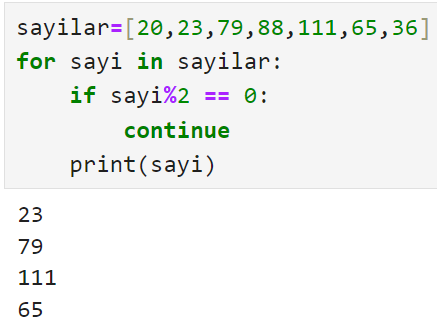 sayilar=[20,23,79,88,111,65,36]
for sayi in sayilar:
    if sayi%2 == 0:
        continue
    print(sayi)
23
79
111
65